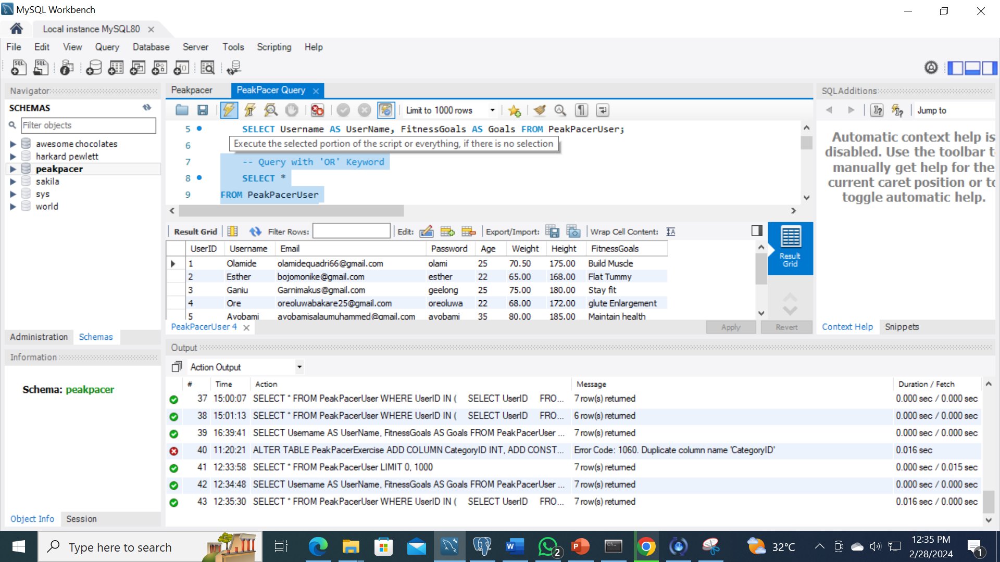 MySQL Workbench
Local instance MySQL80
File Edit View Query Database Server Tools Scripting Help
Navigator
SCHEMAS
Filter objects
awesome chocolates
harkard pewlett
peakpacer
sakila
sys
world
Administration Schemas
Information
Schema: peakpacer
Object Info Session
Peakpacer PeakPacer Query
Limit to 1000 rows
5 SELECT Username AS UserName, FitnessGoals AS Goals FROM PeakPacerUser;
6
Execute the selected portion of the script or everything, if there is no selection
7 -- Query with 'OR' Keyword
8 SELECT *
9 FROM PeakPacerUser
Result Grid Filter Rows: Edit: Export/Import: Wrap Cell Content:
UserID Username Email Password Age Weight Height FitnessGoals
1 Olamide olamidequadri66@gmail.com olami 25 70.50 175.00 Build Muscle
2 Esther bojomonike@gmail.com esther 22 65.00 168.00 Flat Tummy
3 Ganiu Garnimakus@gmail.com geelong 25 75.00 180.00 Stay fit
4 Ore oreoluwabakare25@gmail.com oreoluwa 22 68.00 172.00 glute Enlargement
5 Ayobami ayobamisalaumuhammed@gmail.com ayobami 35 80.00 185.00 Maintain health
Result
Grid
PeakPacerUser 4
Apply Revert
SQLAdditions
Jump to
Automatic context help is
disabled. Use the toolbar t
manually get help for the
current caret position or to
toggle automatic help.
Context Help Snippets
Output
Action Output
# Time Action Message Duration / Fetch
37 15:00:07 SELECT * FROM PeakPacerUser WHERE UserID IN ( SELECT UserID FRO... 7 row(s) returned 0.000 sec / 0.000 sec
38 15:01:13 SELECT * FROM PeakPacerUser WHERE UserID IN ( SELECT UserID FRO... 6 row(s) returned 0.000 sec / 0.000 sec
39 16:39:41 SELECT Username AS UserName, FitnessGoals AS Goals FROM PeakPacerUser ... 7 row(s) returned 0.000 sec / 0.000 sec
40 11:20:21 ALTER TABLE PeakPacerExercise ADD COLUMN CategoryID INT, ADD CONST... Error Code: 1060. Duplicate column name 'CategoryID' 0.016 sec
41 12:33:58 SELECT * FROM PeakPacerUser LIMIT 0, 1000 7 row(s) returned 0.000 sec / 0.015 sec
42 12:34:48 SELECT Username AS UserName, FitnessGoals AS Goals FROM PeakPacerUser ... 7 row(s) returned 0.000 sec / 0.000 sec
43 12:35:30 SELECT * FROM PeakPacerUser WHERE UserID IN ( SELECT UserID FRO... 7 row(s) returned 0.016 sec / 0.000 sec
Type here to search
2
32°C
12:35 PM
2/28/2024
1